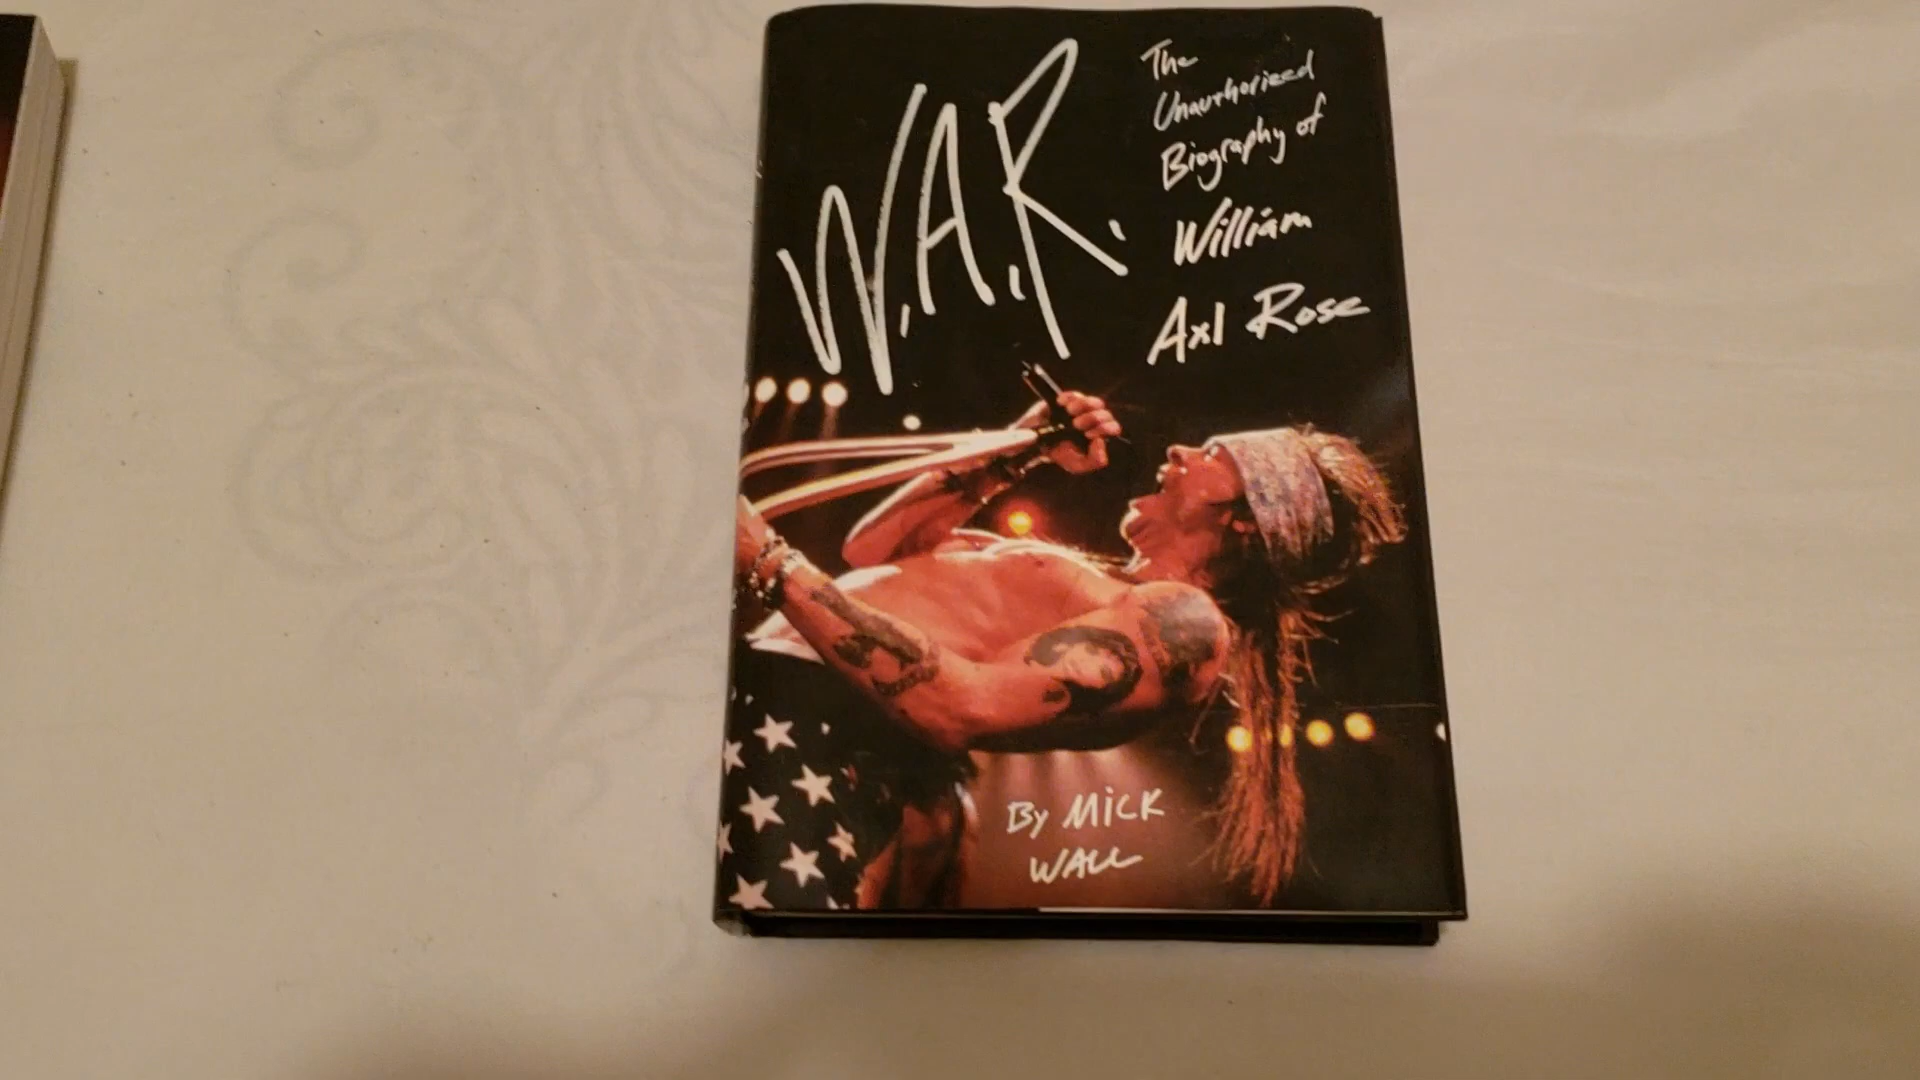 W.A.R.
The
Unauthorized
Biography of
William
Axl Rose
By Mick
Wall